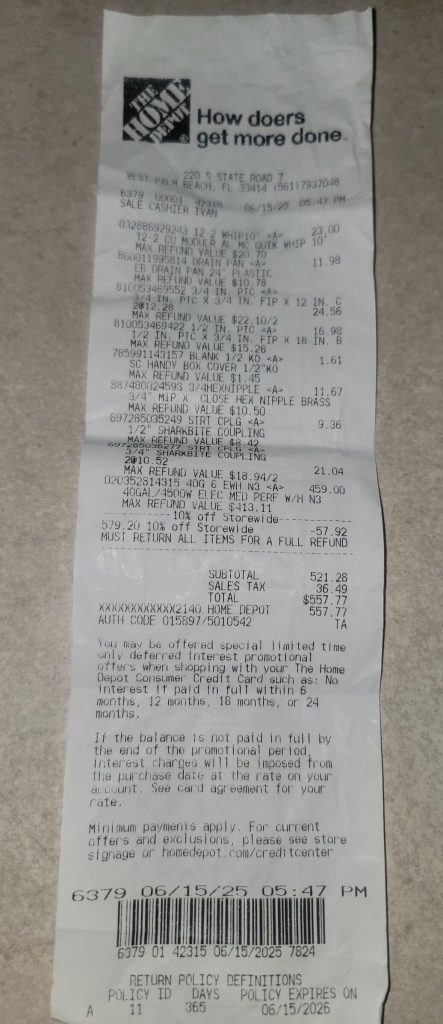 THE HOME DEPOT
How doers
get more done.
220 S STATE ROAD 7
WEST PALM BEACH, FL 33414 (561)7937048
6379 00001 42315 06/15/25 05:47 PM
SALE CASHIER IVAN
032886929243 12-2 WHIP10' <A> 23.00
12-2 CU MODULR AL MC QUIK WHIP 10'
MAX REFUND VALUE $20.70
860011995814 DRAIN PAN <A> 11.98
EB DRAIN PAN 24" PLASTIC
MAX REFUND VALUE $10.78
810053469552 3/4 IN. PTC <A>
3/4 IN. PTC X 3/4 IN. FIP X 12 IN. C
2@12.28 24.56
MAX REFUND VALUE $22.10/2
810053469422 1/2 IN. PTC <A> 16.98
1/2 IN. PTC X 3/4 IN. FIP X 18 IN. B
MAX REFUND VALUE $15.28
785991143157 BLANK 1/2 KO <A> 1.61
SC HANDY BOX COVER 1/2"KO
MAX REFUND VALUE $1.45
887480024593 3/4HEXNIPPLE <A> 11.67
3/4" MIP X CLOSE HEX NIPPLE BRASS
MAX REFUND VALUE $10.50
697285035249 STRT CPLG <A> 9.36
1/2" SHARKBITE COUPLING
MAX REFUND VALUE $8.42
697285036277 STRT CPLG <A>
3/4" SHARKBITE COUPLING
2@10.52 21.04
MAX REFUND VALUE $18.94/2
020352814315 40G 6 EWH N3 <A> 459.00
40GAL/4500W ELEC MED PERF W/H N3
MAX REFUND VALUE $413.11
----------10% off Storewide----------
579.20 10% off Storewide -57.92
MUST RETURN ALL ITEMS FOR A FULL REFUND
SUBTOTAL 521.28
SALES TAX 36.49
TOTAL $557.77
XXXXXXXXXXXX2140 HOME DEPOT 557.77
AUTH CODE 015897/5010542 TA
You may be offered special limited time
only deferred interest promotional
offers when shopping with your The Home
Depot Consumer Credit Card such as: No
interest if paid in full within 6
months, 12 months, 18 months, or 24
months.
If the balance is not paid in full by
the end of the promotional period,
interest charges will be imposed from
the purchase date at the rate on your
account. See card agreement for your
rate.
Minimum payments apply. For current
offers and exclusions, please see store
signage or homedepot.com/creditcenter
6379 06/15/25 05:47 PM
6379 01 42315 06/15/2025 7824
RETURN POLICY DEFINITIONS
POLICY ID DAYS POLICY EXPIRES ON
A 11 365 06/15/2026